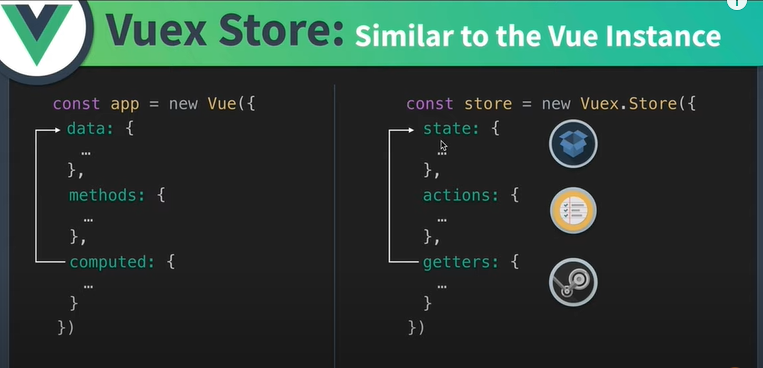 Vuex Store: Similar to the Vue Instance
const app = new Vue({
data: {
…
},
methods: {
…
},
computed: {
…
}
})
const store = new Vuex.Store({
state: {
…
},
actions: {
…
},
getters: {
…
}
})